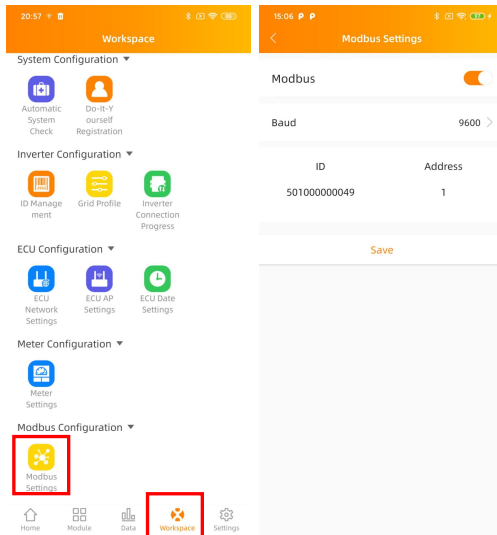 20:57
Workspace
System Configuration
Automatic
System
Check
Do-It-Y
ourself
Registration
Inverter Configuration
ID Manage
ment
Grid Profile
Inverter
Connection
Progress
ECU Configuration
ECU
Network
Settings
ECU AP
Settings
ECU Date
Settings
Meter Configuration
Meter
Settings
Modbus Configuration
Modbus
Settings
Home
Module
Data
Workspace
Settings
15:06 P P
Modbus Settings
Modbus
Baud
9600
ID
Address
501000000049
1
Save